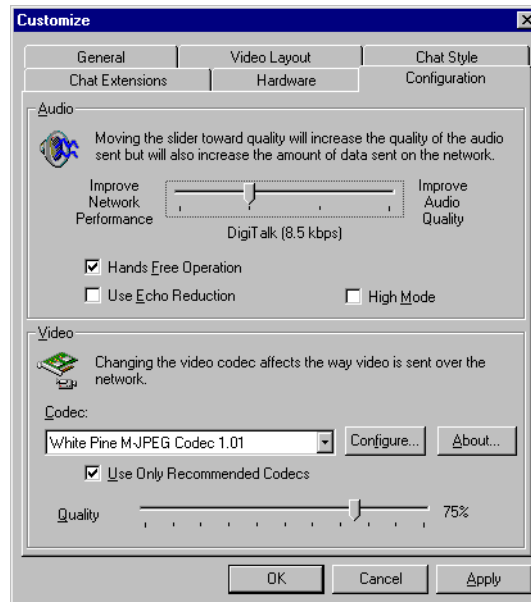 Customize
General
Video Layout
Chat Style
Chat Extensions
Hardware
Configuration
Audio
Moving the slider toward quality will increase the quality of the audio
sent but will also increase the amount of data sent on the network.
Improve
Network
Performance
Improve
Audio
Quality
DigiTalk (8.5 kbps)
Hands Free Operation
Use Echo Reduction
High Mode
Video
Changing the video codec affects the way video is sent over the
network.
Codec:
White Pine M-JPEG Codec 1.01
Configure...
About...
Use Only Recommended Codecs
Quality
75%
OK
Cancel
Apply